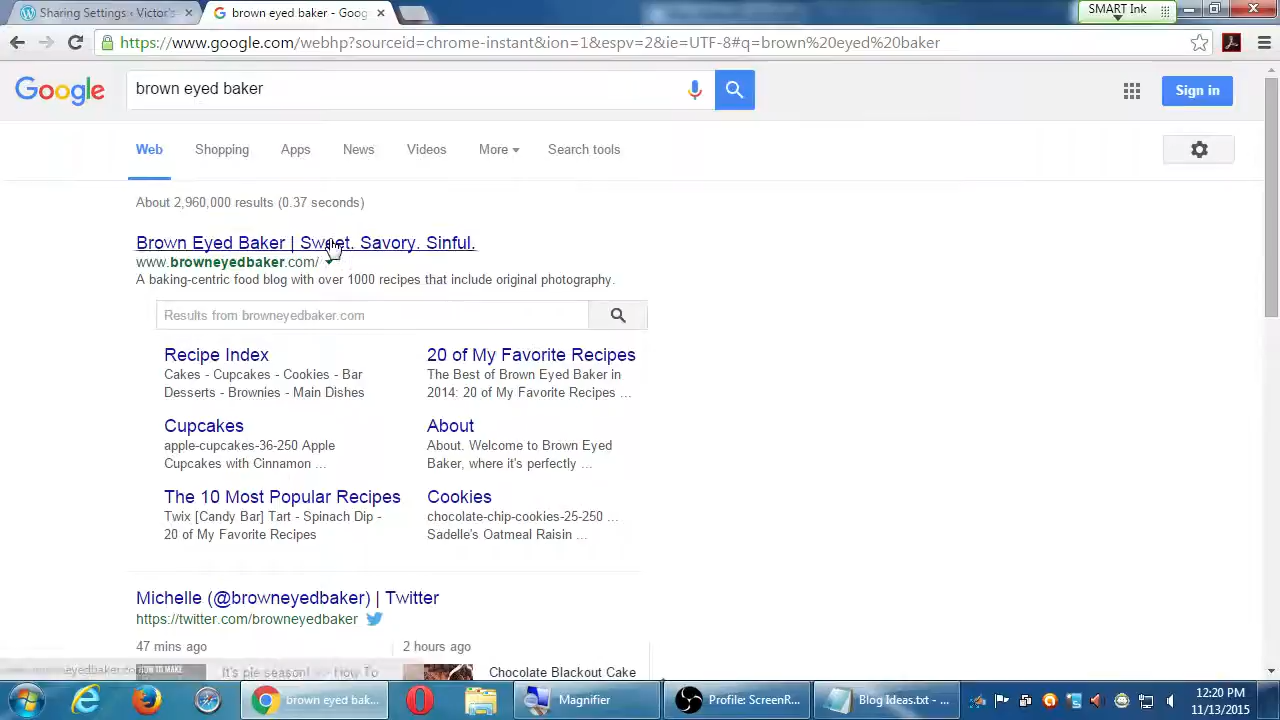 Sharing Settings - Victor's
brown eyed baker - Goog
SMART Ink
https://www.google.com/webhp?sourceid=chrome-instant&ion=1&espv=2&ie=UTF-8#q=brown%20eyed%20baker
Google
brown eyed baker
Sign in
Web Shopping Apps News Videos More Search tools
About 2,960,000 results (0.37 seconds)
Brown Eyed Baker | Sweet. Savory. Sinful.
www.browneyedbaker.com/
A baking-centric food blog with over 1000 recipes that include original photography.
Results from browneyedbaker.com
Recipe Index
Cakes - Cupcakes - Cookies - Bar
Desserts - Brownies - Main Dishes
20 of My Favorite Recipes
The Best of Brown Eyed Baker in
2014: 20 of My Favorite Recipes ...
Cupcakes
apple-cupcakes-36-250 Apple
Cupcakes with Cinnamon ...
About
About. Welcome to Brown Eyed
Baker, where it's perfectly ...
The 10 Most Popular Recipes
Twix [Candy Bar] Tart - Spinach Dip -
20 of My Favorite Recipes
Cookies
chocolate-chip-cookies-25-250 ...
Sadelle's Oatmeal Raisin ...
Michelle (@browneyedbaker) | Twitter
https://twitter.com/browneyedbaker
47 mins ago
2 hours ago
HOW TO MAKE
It's pie season! -- How To
Chocolate Blackout Cake
brown eyed bak...
Magnifier
Profile: ScreenR...
Blog Ideas.txt - ...
12:20 PM
11/13/2015